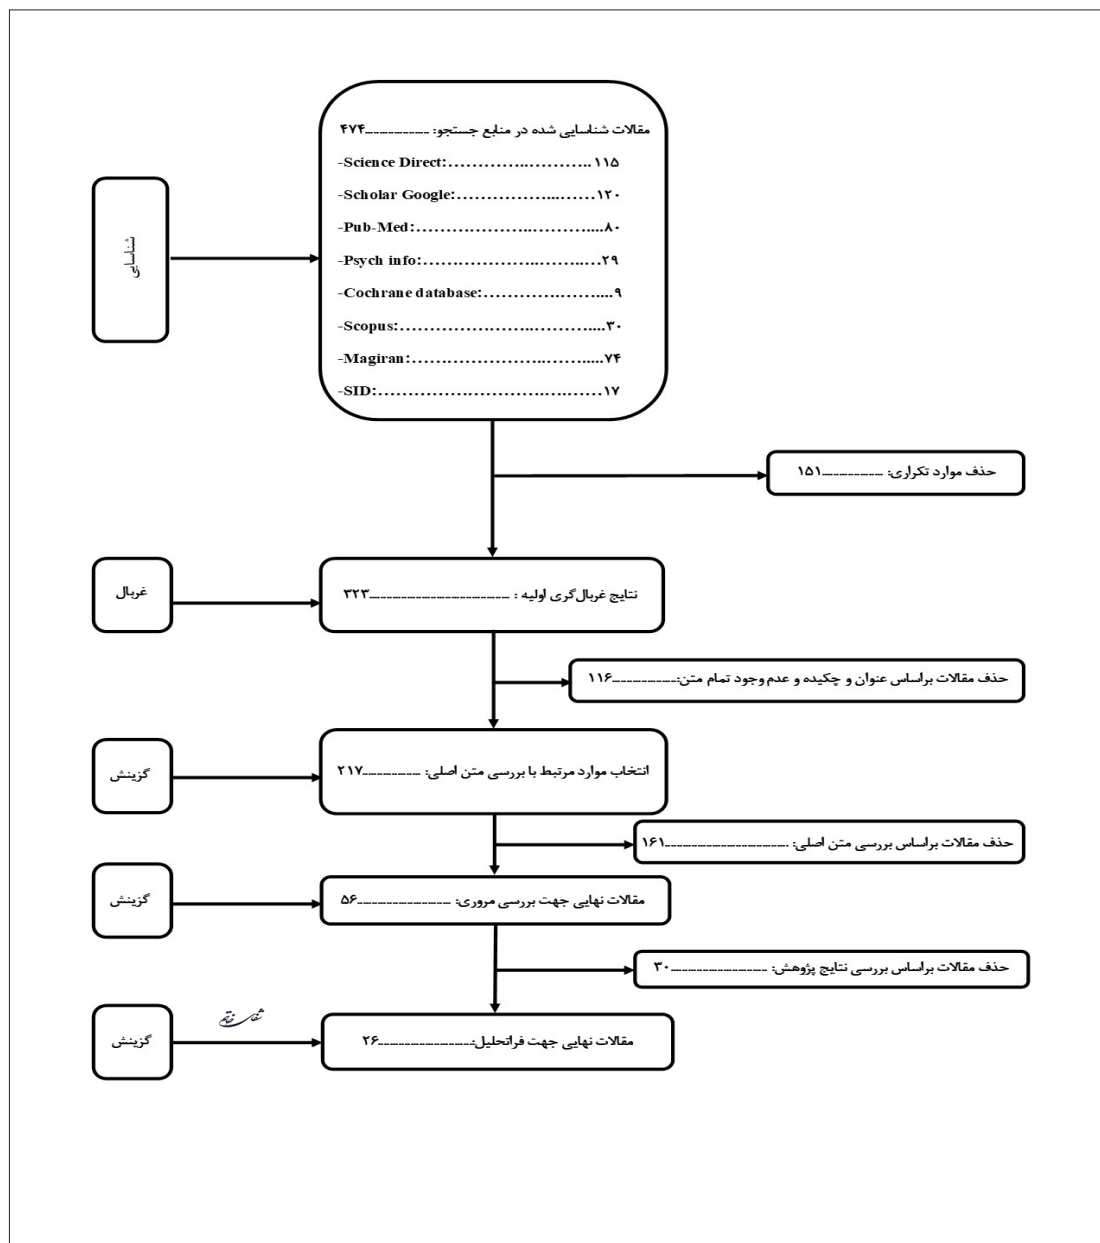 مقالات شناسایی شده در منابع جستجو: ....................۴۷۴
-Science Direct:........................۱۱۵
-Scholar Google:........................۱۲۰
-Pub-Med:..............................۸۰
-Psych info:............................۲۹
-Cochrane database:....................۹
-Scopus:................................۳۰
-Magiran:..............................۷۴
-SID:..................................۱۷
شناسایی
حذف موارد تکراری: ....................۱۵۱
غربال
نتایج غربال‌گری اولیه : ....................۳۲۳
حذف مقالات براساس عنوان و چکیده و عدم وجود تمام متن:....................۱۱۶
گزینش
انتخاب موارد مرتبط با بررسی متن اصلی: ....................۲۱۷
حذف مقالات براساس بررسی متن اصلی: ....................۱۶۱
گزینش
مقالات نهایی جهت بررسی مروری: ....................۵۶
حذف مقالات براساس بررسی نتایج پژوهش: ....................۳۰
گزینش
شفای خاتم
مقالات نهایی جهت فراتحلیل:....................۲۶